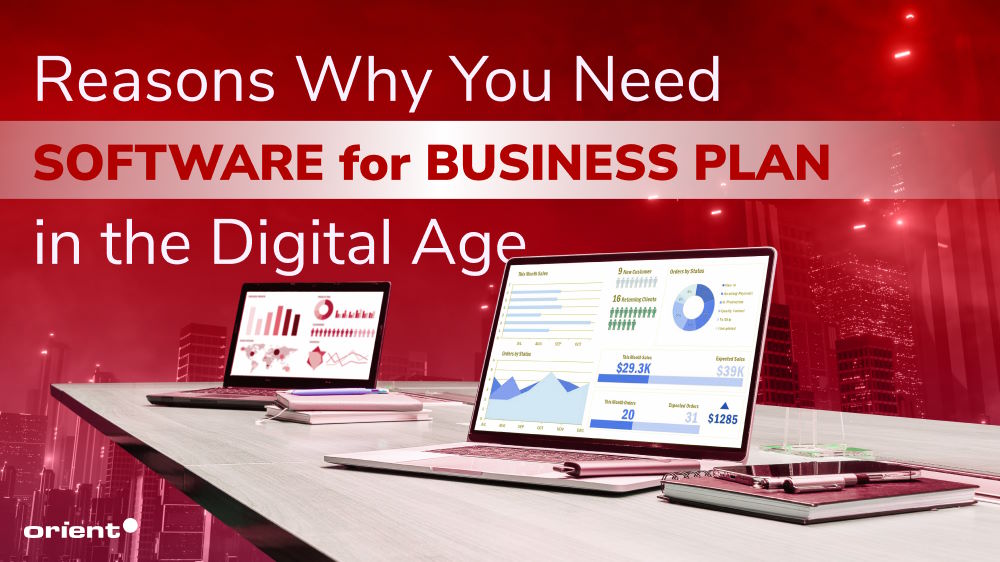 Reasons Why You Need
SOFTWARE for BUSINESS PLAN
in the Digital Age
This Month Sales
9 New Customer
16 Returning Clients
Orders by Status
This Month Sales
$29.3K
Expected Sales
$39K
Orders by Status
This Month Orders
20
Expected Orders
31
$1285
orient